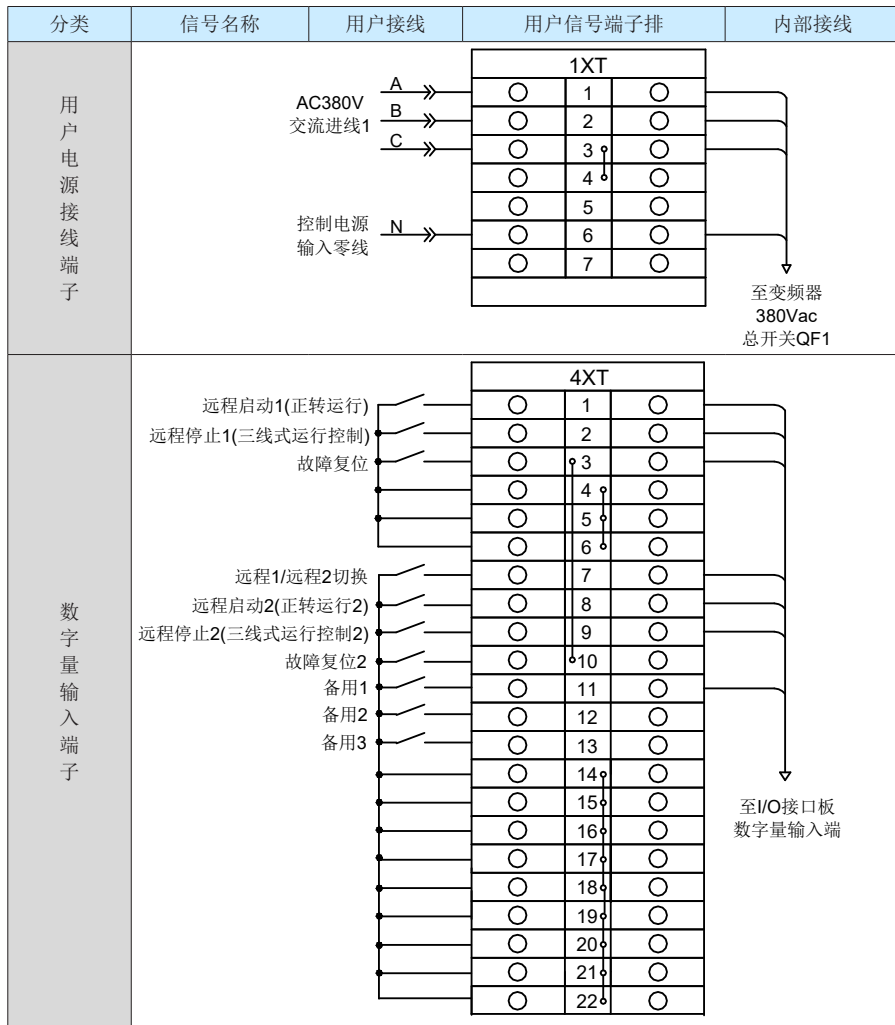 分类 信号名称 用户接线 用户信号端子排 内部接线
用户电源接线端子
1XT
AC380V
交流进线1
A
B
C
控制电源
输入零线
N
1
2
3
4
5
6
7
至变频器
380Vac
总开关QF1
数字量输入端子
4XT
远程启动1(正转运行) 1
远程停止1(三线式运行控制) 2
故障复位 3
4
5
6
远程1/远程2切换 7
远程启动2(正转运行2) 8
远程停止2(三线式运行控制2) 9
故障复位2 10
备用1 11
备用2 12
备用3 13
14
15
16
17
18
19
20
21
22
至I/O接口板
数字量输入端